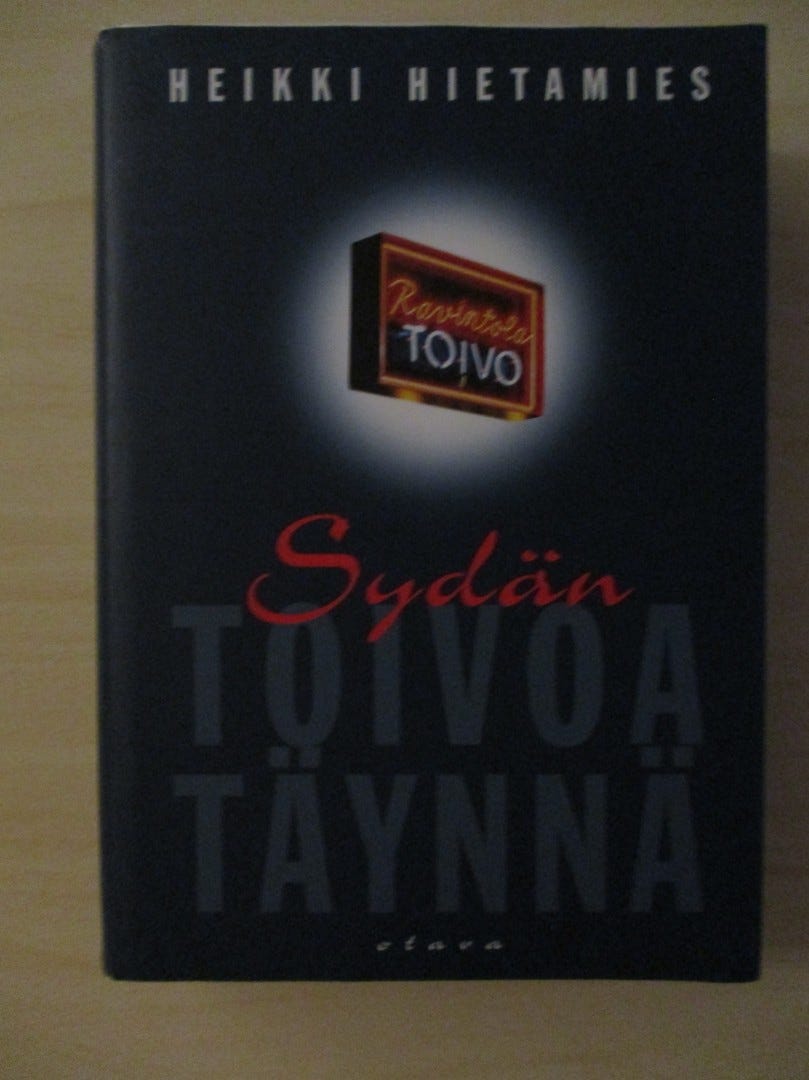 HEIKKI HIETAMIES
Ravintola
TOIVO
Sydän
TOIVOA
TÄYNNÄ
otava